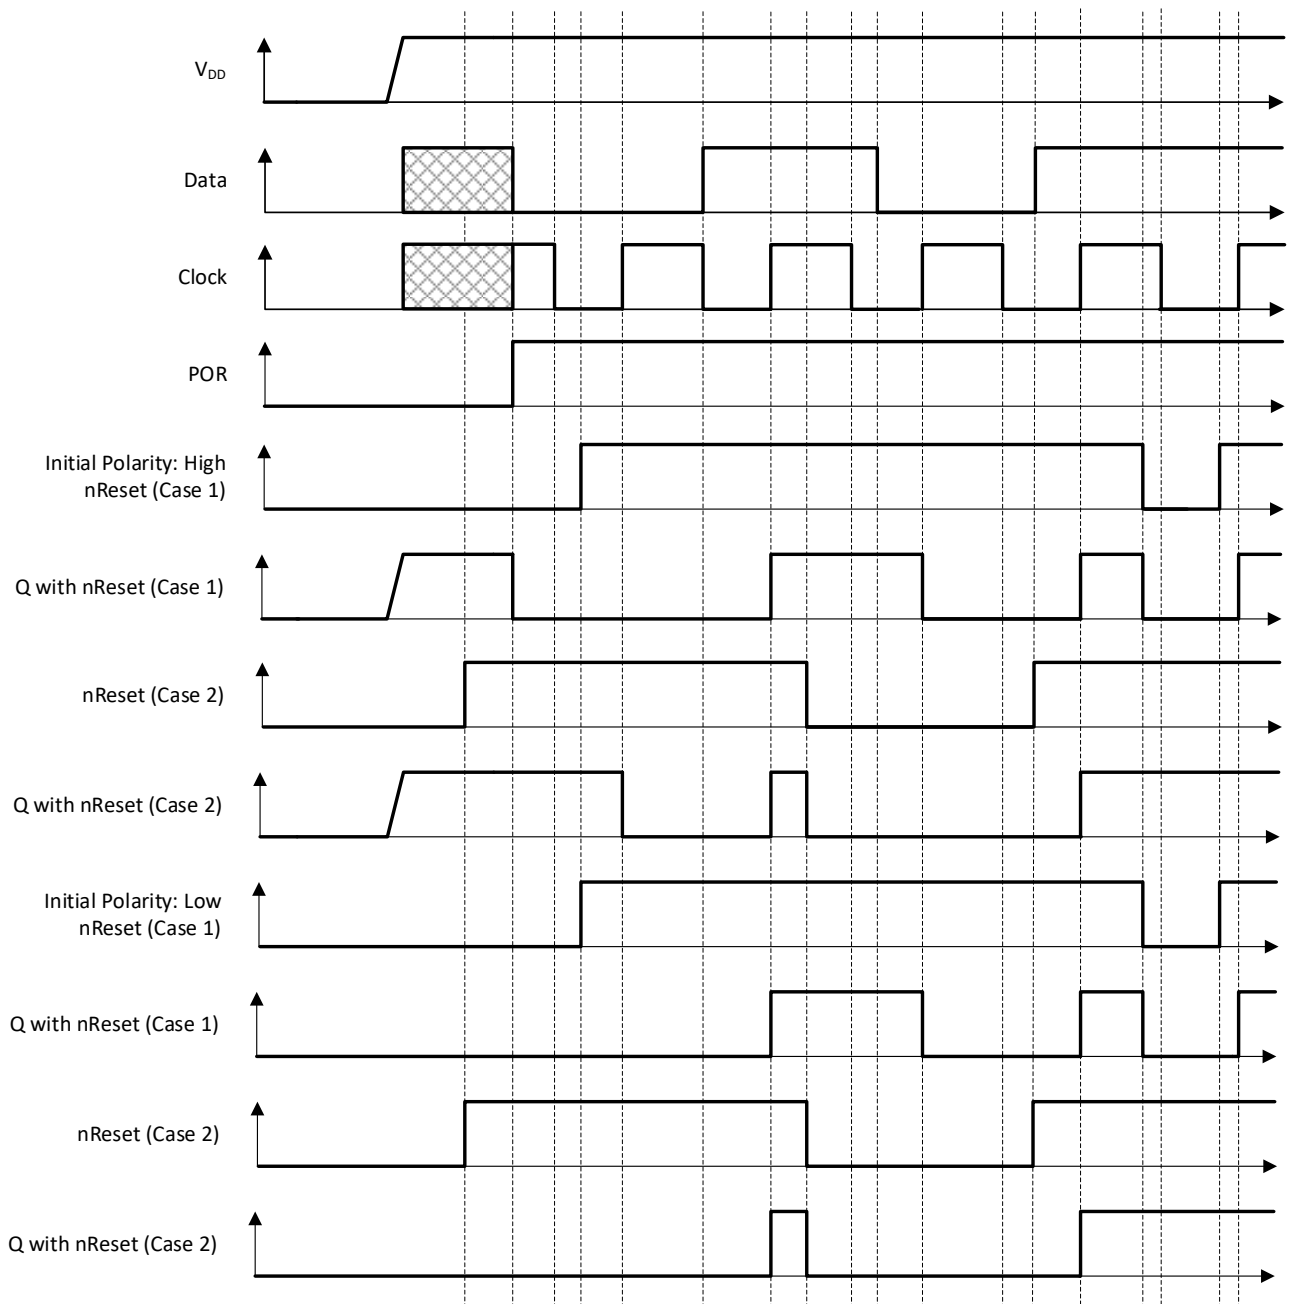 VDD
Data
Clock
POR
Initial Polarity: High
nReset (Case 1)
Q with nReset (Case 1)
nReset (Case 2)
Q with nReset (Case 2)
Initial Polarity: Low
nReset (Case 1)
Q with nReset (Case 1)
nReset (Case 2)
Q with nReset (Case 2)